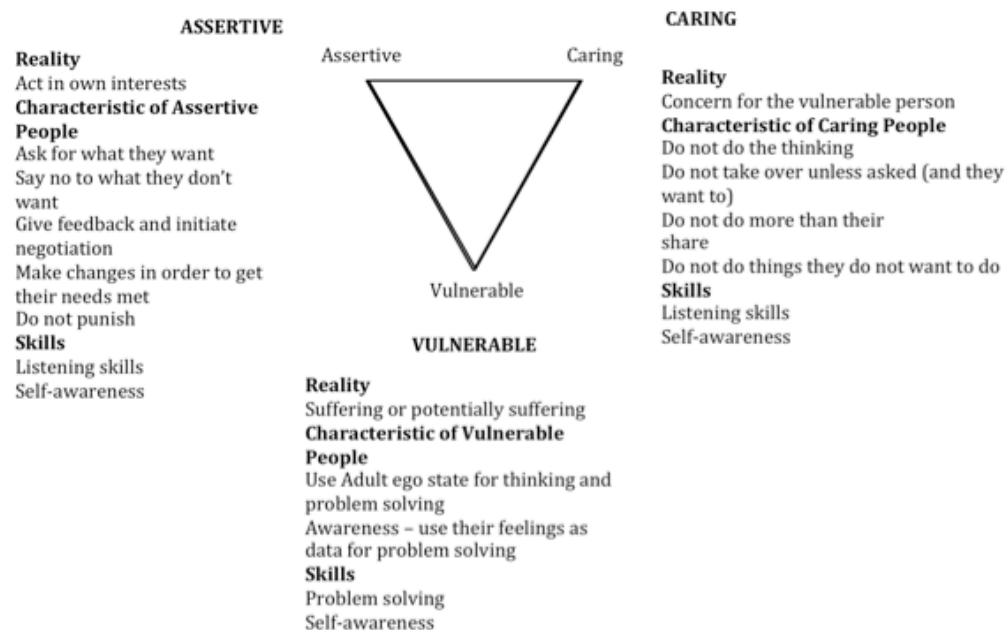 ASSERTIVE
Reality
Act in own interests
Characteristic of Assertive
People
Ask for what they want
Say no to what they don't
want
Give feedback and initiate
negotiation
Make changes in order to get
their needs met
Do not punish
Skills
Listening skills
Self-awareness
Assertive
Caring
Vulnerable
CARING
Reality
Concern for the vulnerable person
Characteristic of Caring People
Do not do the thinking
Do not take over unless asked (and they
want to)
Do not do more than their
share
Do not do things they do not want to do
Skills
Listening skills
Self-awareness
VULNERABLE
Reality
Suffering or potentially suffering
Characteristic of Vulnerable
People
Use Adult ego state for thinking and
problem solving
Awareness – use their feelings as
data for problem solving
Skills
Problem solving
Self-awareness